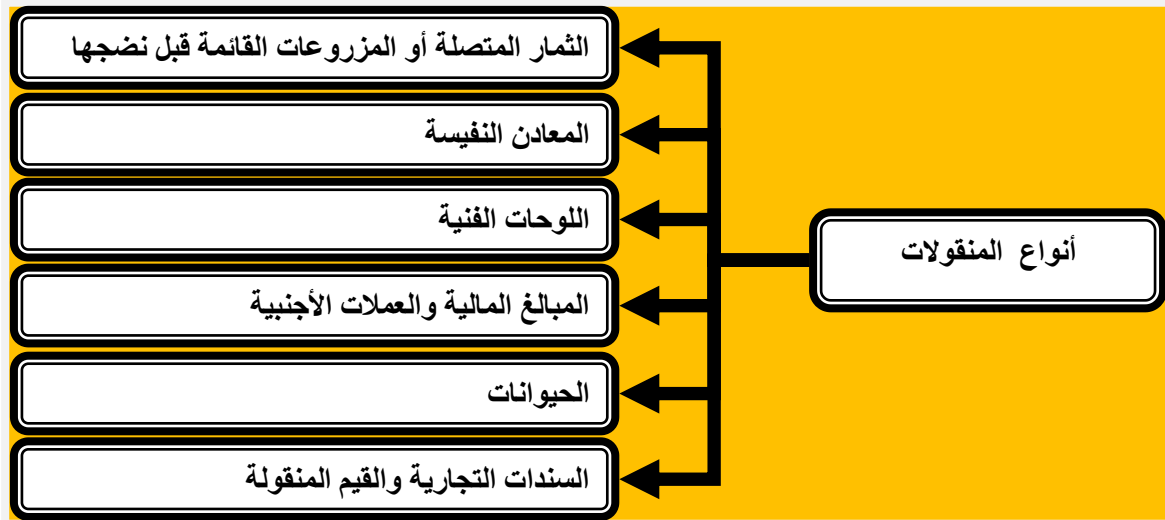 أنواع المنقولات
الثمار المتصلة أو المزروعات القائمة قبل نضجها
المعادن النفيسة
اللوحات الفنية
المبالغ المالية والعملات الأجنبية
الحيوانات
السندات التجارية والقيم المنقولة